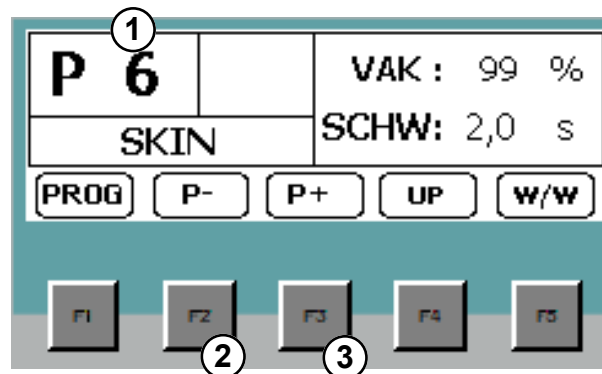 1
P 6
VAK : 99 %
SKIN
SCHW: 2,0 s
PROG P- P+ UP W/W
F1 F2 F3 F4 F5
2 3